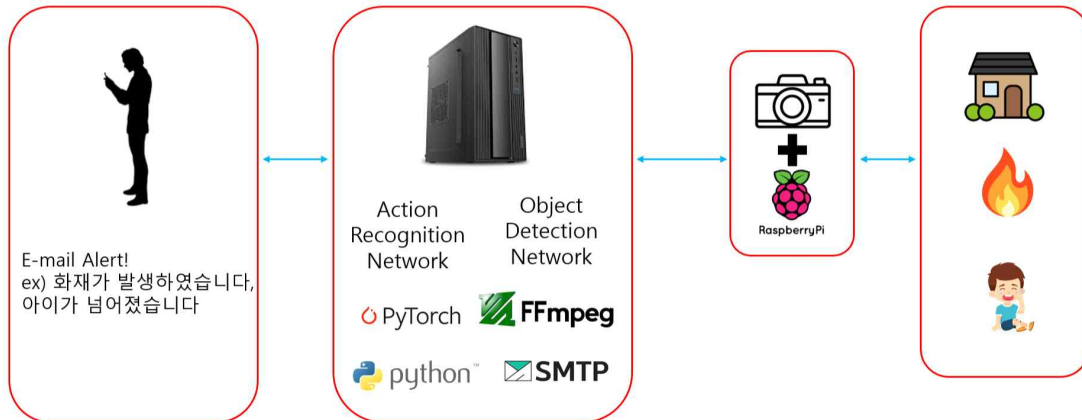 E-mail Alert!
ex) 화재가 발생하였습니다,
아이가 넘어졌습니다
Action
Recognition
Network
Object
Detection
Network
PyTorch
FFmpeg
python™
SMTP
RaspberryPi